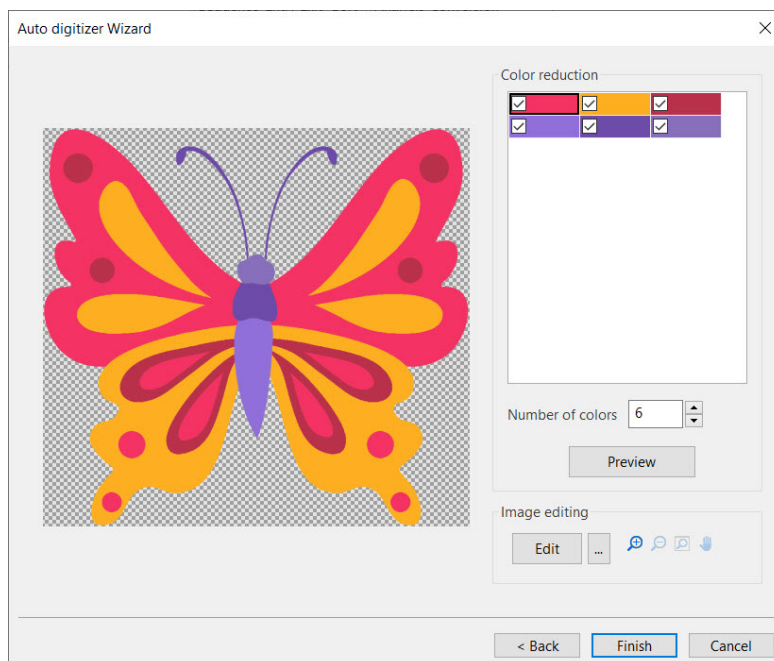 Auto digitizer Wizard
Color reduction
Number of colors 6
Preview
Image editing
Edit ...
< Back Finish Cancel